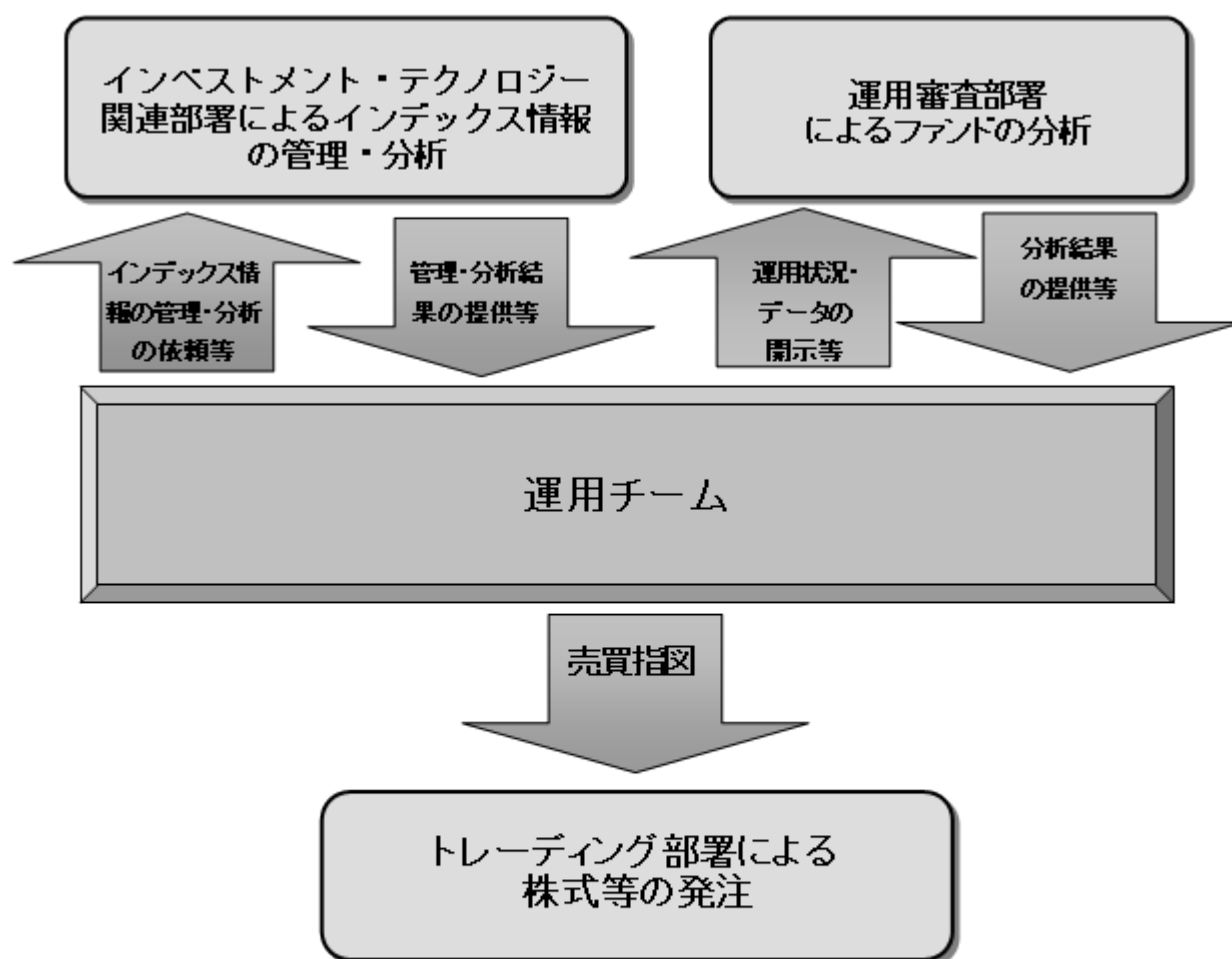 インベストメント・テクノロジー
関連部署によるインデックス情報
の管理・分析
運用審査部署
によるファンドの分析
インデックス情
報の管理・分析
の依頼等
管理・分析結
果の提供等
運用状況・
データの
開示等
分析結果
の提供等
運用チーム
売買指図
トレーディング部署による
株式等の発注